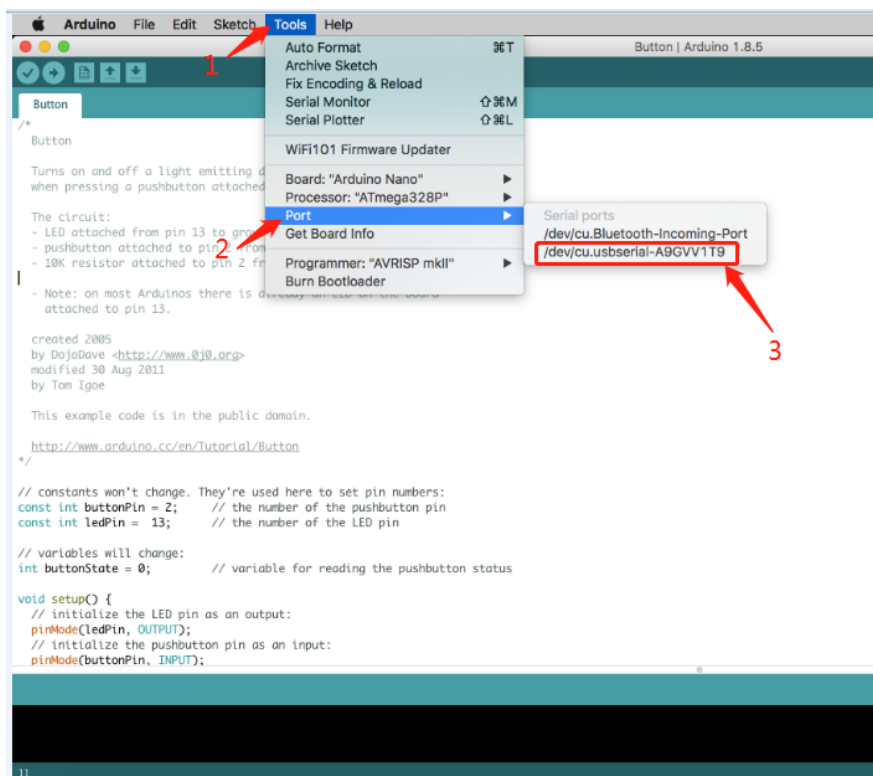 Arduino File Edit Sketch Tools Help
Button | Arduino 1.8.5
1
Auto Format ⌘T
Archive Sketch
Fix Encoding & Reload
Serial Monitor ⇧⌘M
Serial Plotter ⇧⌘L
WiFi101 Firmware Updater
Board: "Arduino Nano"
Processor: "ATmega328P"
Port
Get Board Info
Programmer: "AVRISP mkII"
Burn Bootloader
2
Serial ports
/dev/cu.Bluetooth-Incoming-Port
/dev/cu.usbserial-A9GVV1T9
3
Button
/*
Button
Turns on and off a light emitting
when pressing a pushbutton attached
The circuit:
- LED attached from pin 13 to
- pushbutton attached to pin 2 from
- 10K resistor attached to pin 2
- Note: on most Arduinos there is already an LED on the board
attached to pin 13.
created 2005
by DojoDave <http://www.0j0.org>
modified 30 Aug 2011
by Tom Igoe
This example code is in the public domain.
http://www.arduino.cc/en/Tutorial/Button
*/
// constants won't change. They're used here to set pin numbers:
const int buttonPin = 2; // the number of the pushbutton pin
const int ledPin = 13; // the number of the LED pin
// variables will change:
int buttonState = 0; // variable for reading the pushbutton status
void setup() {
// initialize the LED pin as an output:
pinMode(ledPin, OUTPUT);
// initialize the pushbutton pin as an input:
pinMode(buttonPin, INPUT);
11